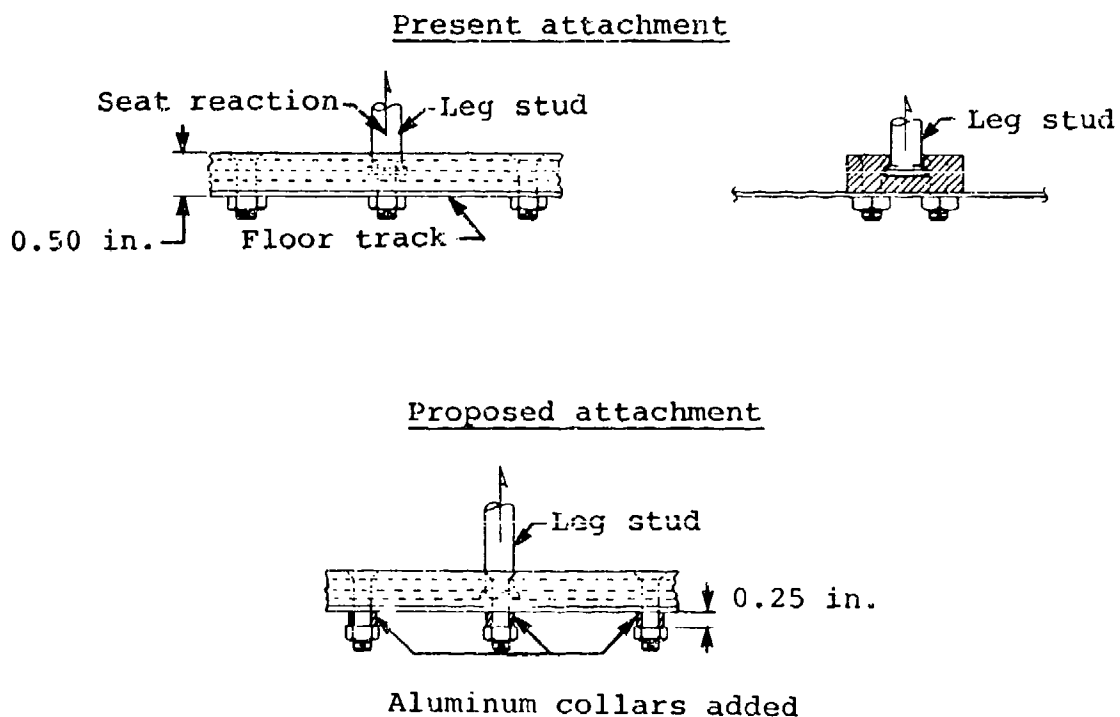 Present attachment
Seat reaction
Leg stud
Leg stud
0.50 in.
Floor track
Proposed attachment
Leg stud
0.25 in.
Aluminum collars added